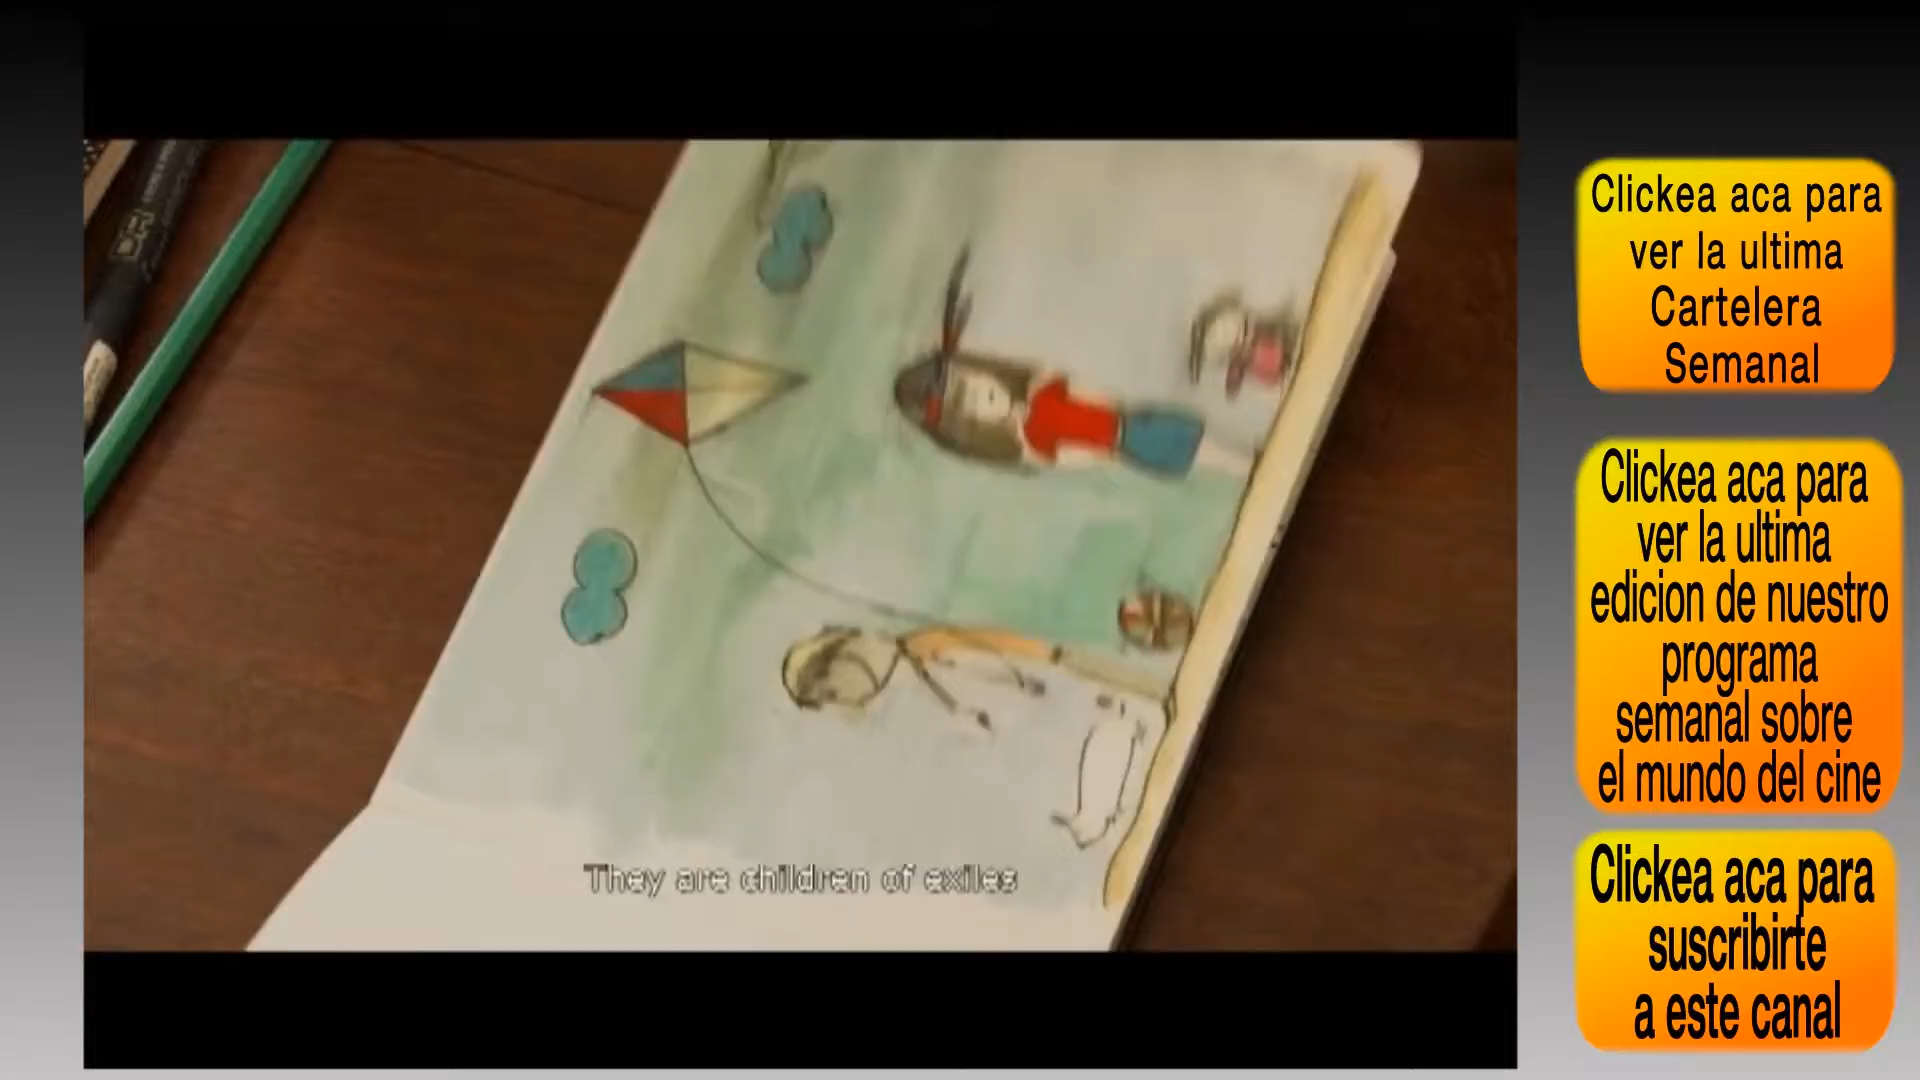 They are children of exiles
Clickea aca para
ver la ultima
Cartelera
Semanal
Clickea aca para
ver la ultima
edicion de nuestro
programa
semanal sobre
el mundo del cine
Clickea aca para
suscribirte
a este canal